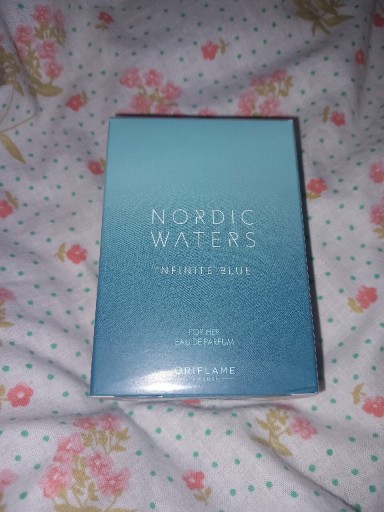 NORDIC
WATERS
INFINITE BLUE
FOR HER
EAU DE PARFUM
ORIFLAME